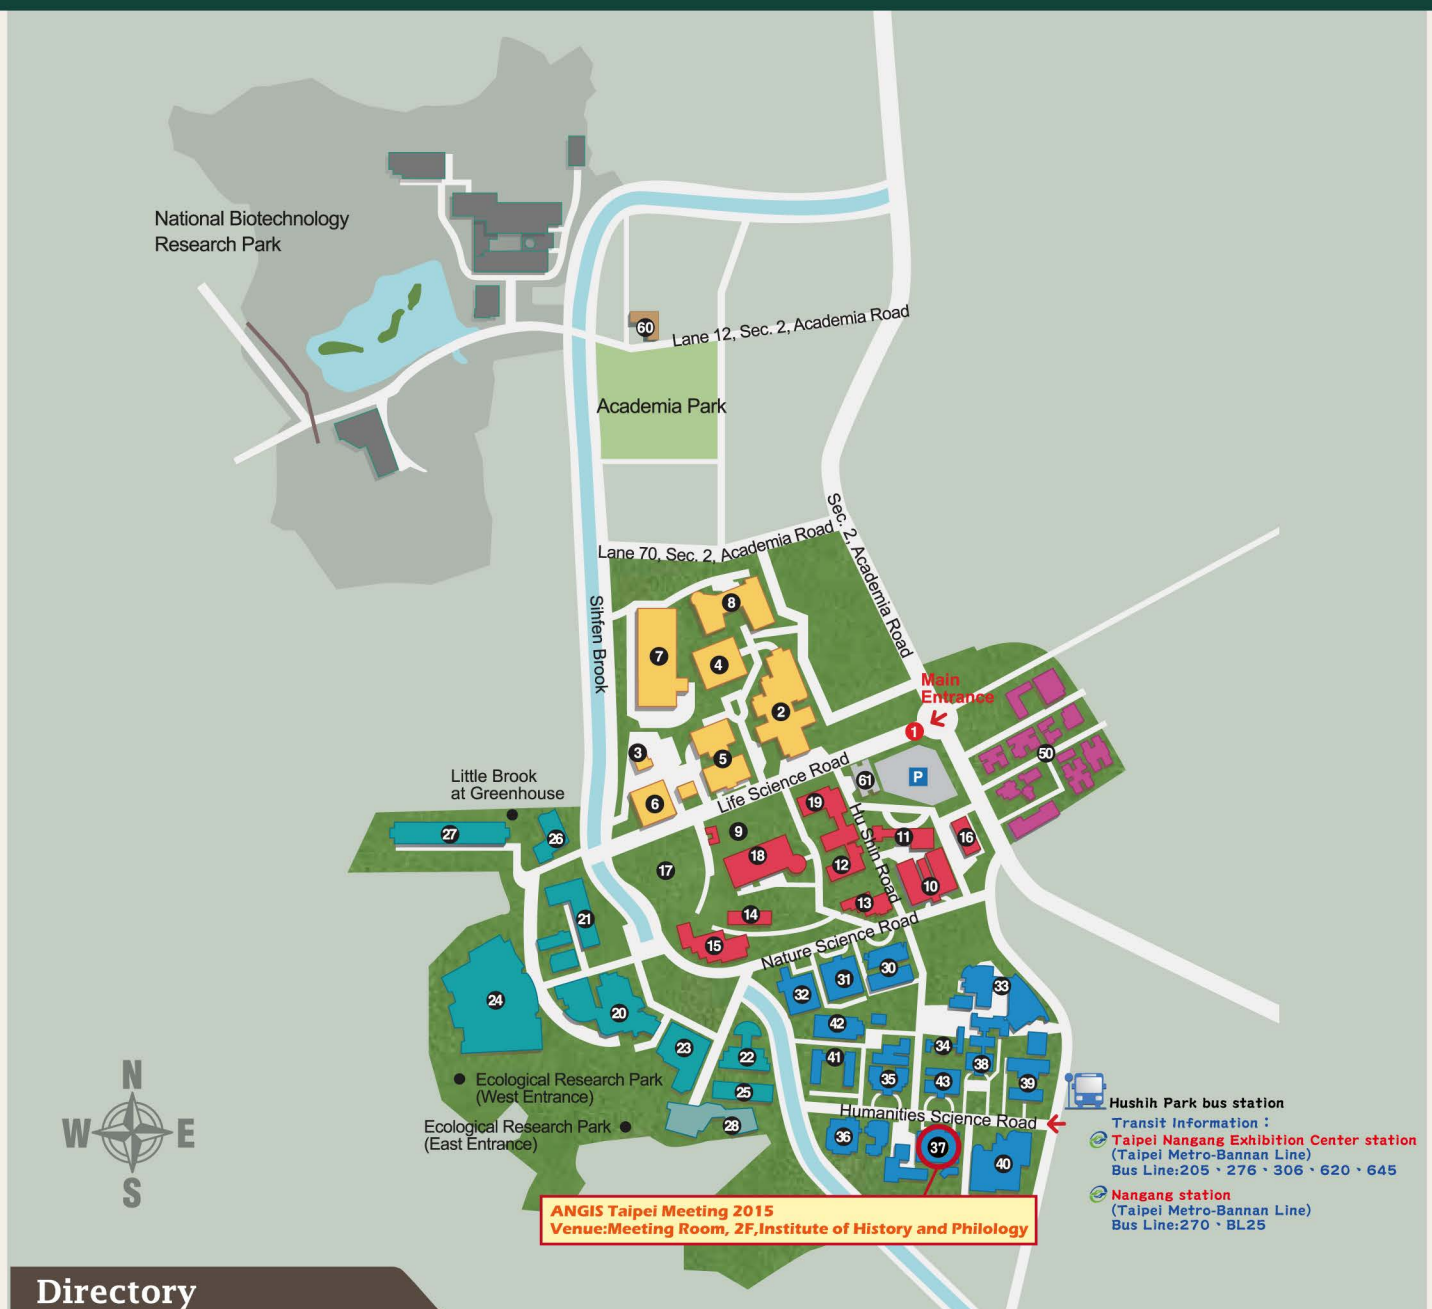 National Biotechnology
Research Park
60
Lane 12, Sec. 2, Academia Road
Academia Park
Sec. 2, Academia Road
Lane 70, Sec. 2, Academia Road
Sihfen Brook
8
7
4
2
Main
Entrance
1
3
5
50
Life Science Road
61
P
Little Brook
at Greenhouse
6
19
Hu Shih Road
27
26
9
11
16
18
12
17
10
13
14
21
15
Nature Science Road
30
31
32
33
24
20
42
34
23
22
41
38
35
43
39
25
Ecological Research Park
(West Entrance)
Ecological Research Park
(East Entrance)
28
Humanities Science Road
36
37
40
N
W
E
S
Hushih Park bus station
Transit Information：
Taipei Nangang Exhibition Center station
(Taipei Metro-Bannan Line)
Bus Line:205、276、306、620、645
Nangang station
(Taipei Metro-Bannan Line)
Bus Line:270、BL25
ANGIS Taipei Meeting 2015
Venue:Meeting Room, 2F,Institute of History and Philology
Directory